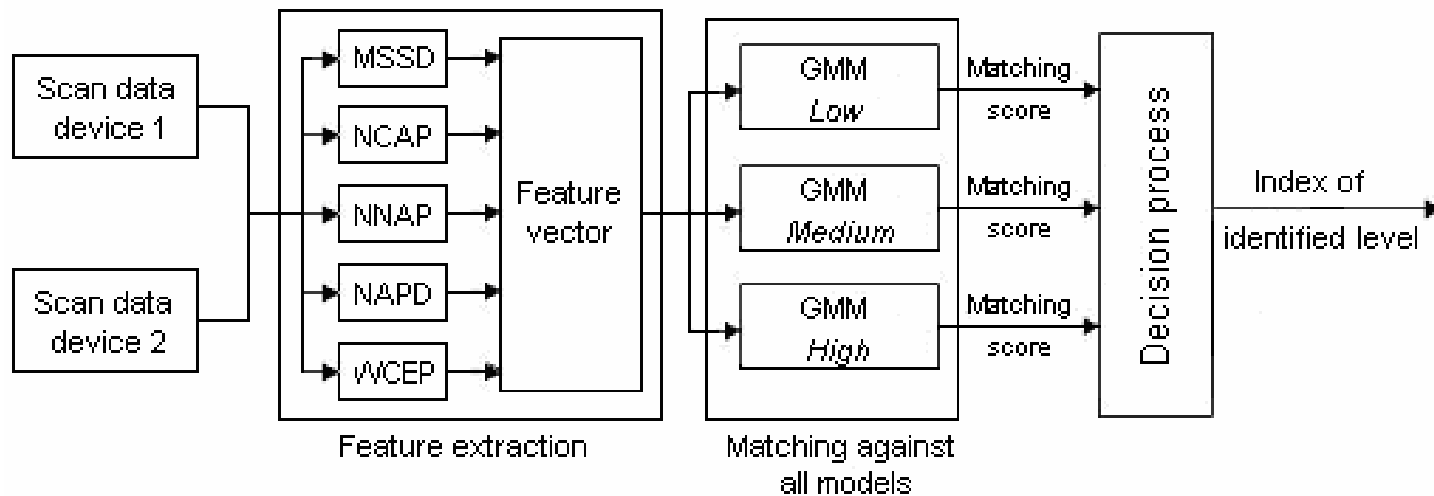 Scan data
device 1
Scan data
device 2
MSSD
NCAP
NNAP
NAPD
WCEP
Feature
vector
Feature extraction
GMM
Low
GMM
Medium
GMM
High
Matching against
all models
Matching
score
Matching
score
Matching
score
Decision process
Index of
identified level